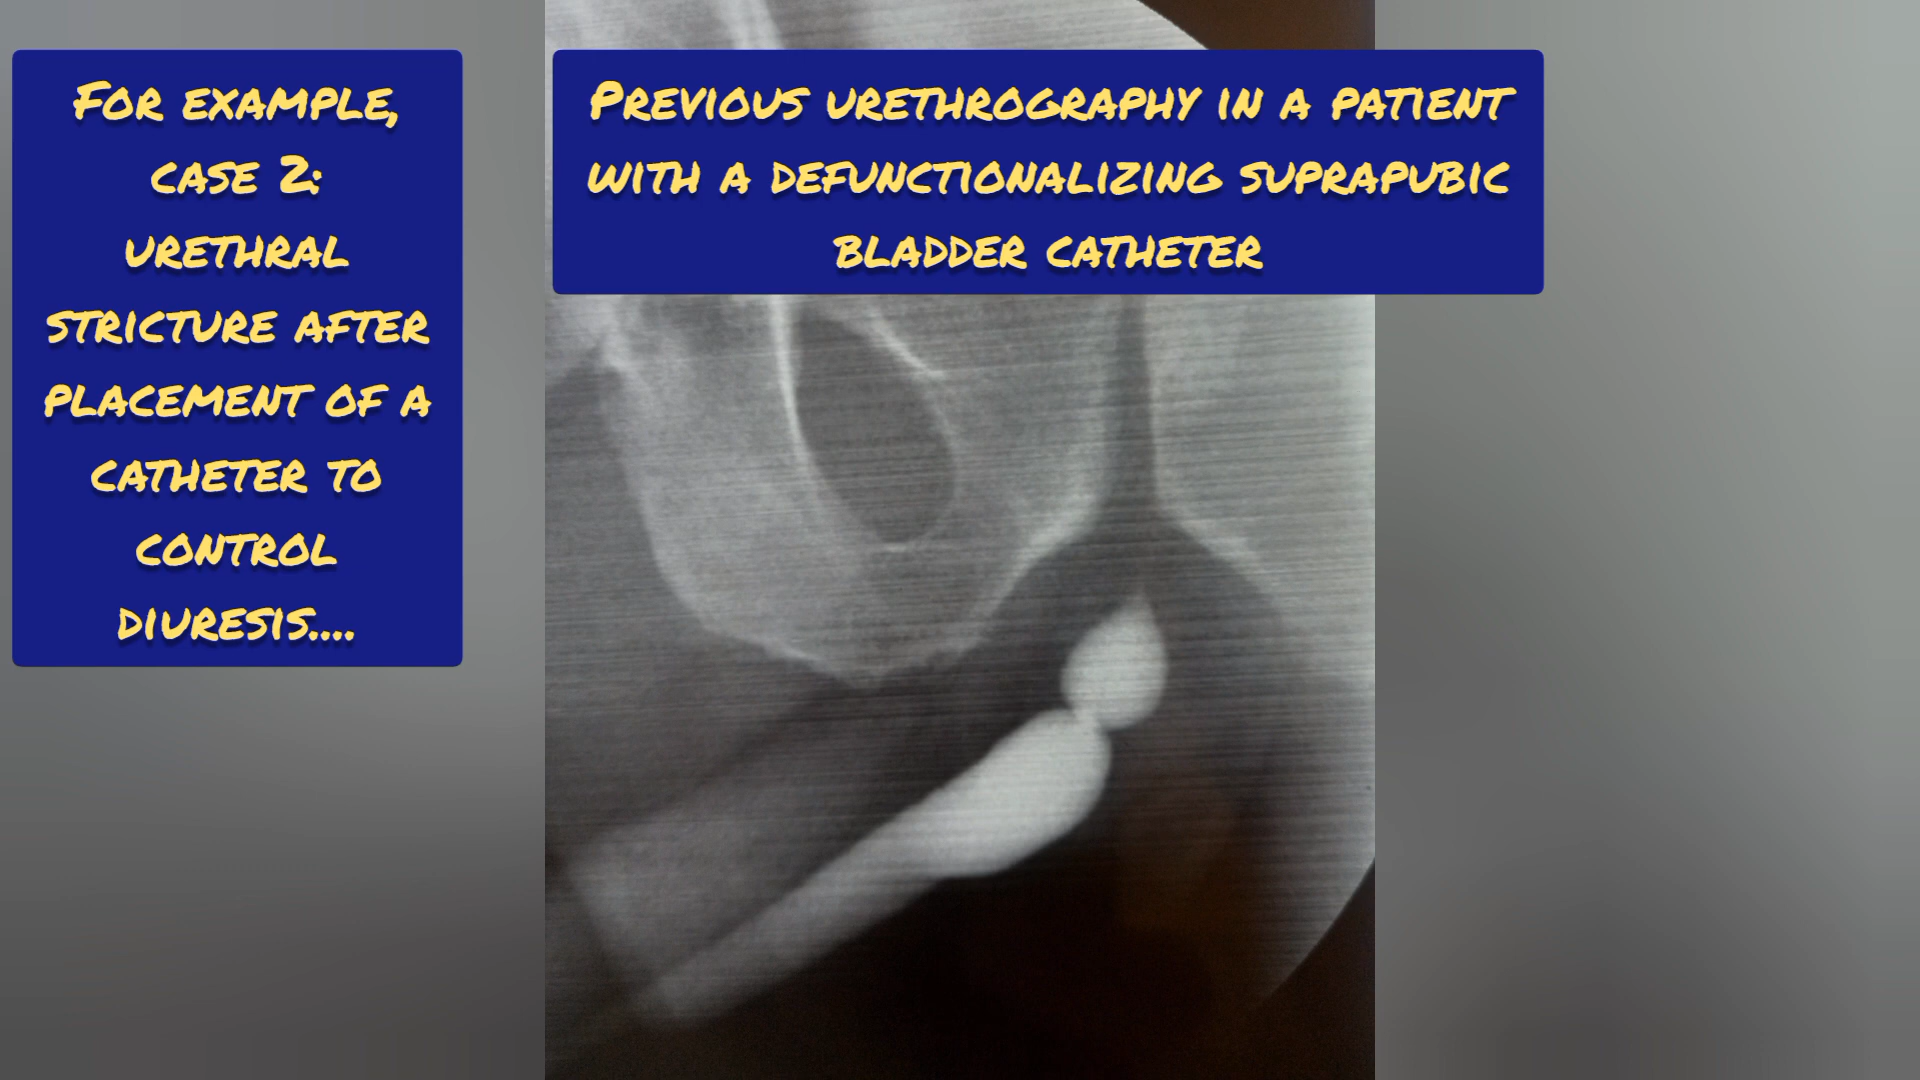 For example,
case 2:
urethral
stricture after
placement of a
catheter to
control
diuresis....
Previous urethrography in a patient
with a defunctionalizing suprapubic
bladder catheter